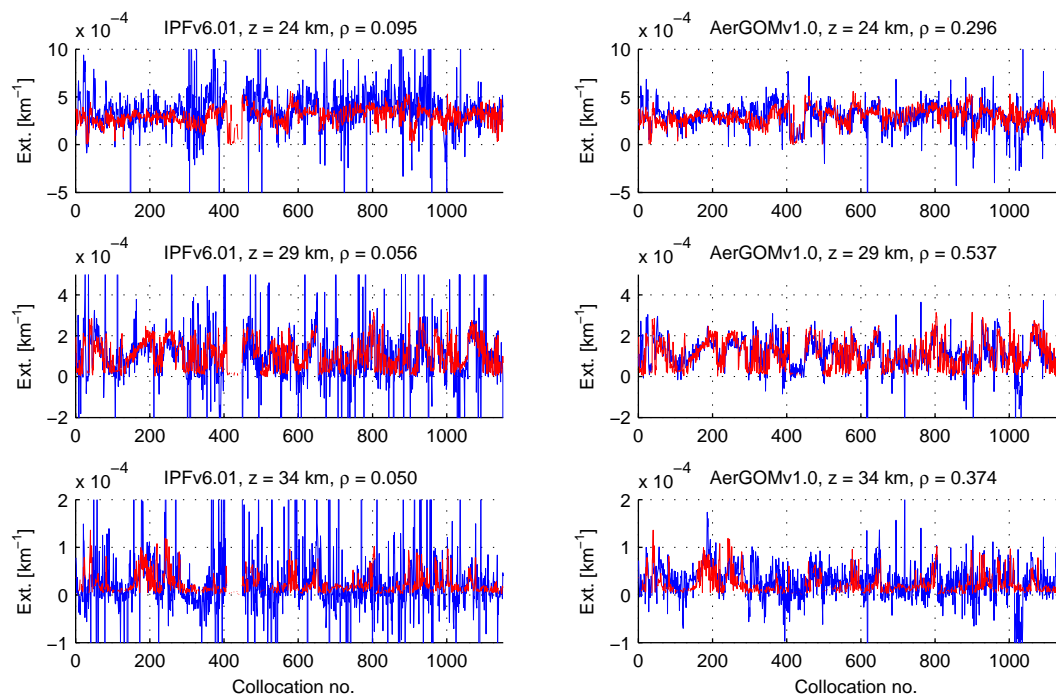 x 10⁻⁴ IPFv6.01, z = 24 km, ρ = 0.095
10
5
0
−5
Ext. [km⁻¹]
0 200 400 600 800 1000
x 10⁻⁴ AerGOMv1.0, z = 24 km, ρ = 0.296
10
5
0
−5
Ext. [km⁻¹]
0 200 400 600 800 1000
x 10⁻⁴ IPFv6.01, z = 29 km, ρ = 0.056
4
2
0
−2
Ext. [km⁻¹]
0 200 400 600 800 1000
x 10⁻⁴ AerGOMv1.0, z = 29 km, ρ = 0.537
4
2
0
−2
Ext. [km⁻¹]
0 200 400 600 800 1000
x 10⁻⁴ IPFv6.01, z = 34 km, ρ = 0.050
2
1
0
−1
Ext. [km⁻¹]
0 200 400 600 800 1000
Collocation no.
x 10⁻⁴ AerGOMv1.0, z = 34 km, ρ = 0.374
2
1
0
−1
Ext. [km⁻¹]
0 200 400 600 800 1000
Collocation no.